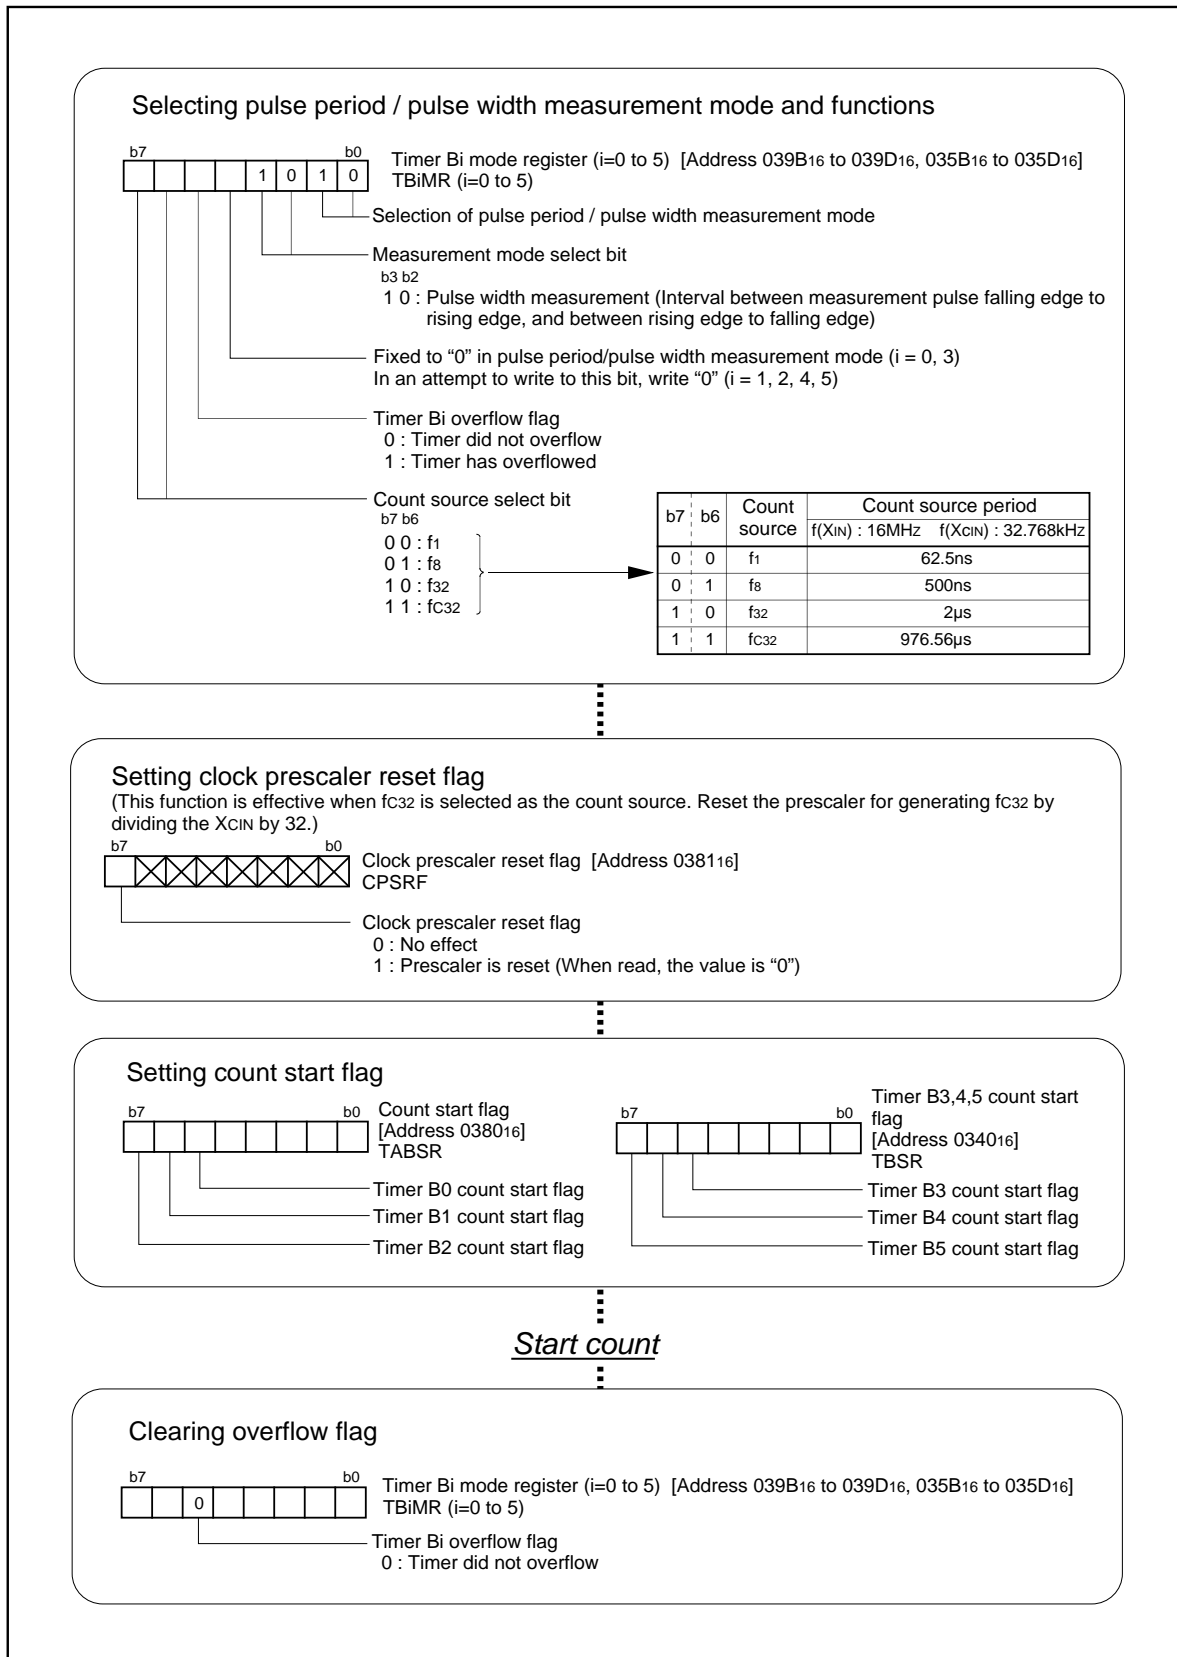 Selecting pulse period / pulse width measurement mode and functions
b7 b0
1 0 1 0
Timer Bi mode register (i=0 to 5) [Address 039B16 to 039D16, 035B16 to 035D16]
TBiMR (i=0 to 5)
Selection of pulse period / pulse width measurement mode
Measurement mode select bit
b3 b2
1 0 : Pulse width measurement (Interval between measurement pulse falling edge to
rising edge, and between rising edge to falling edge)
Fixed to “0” in pulse period/pulse width measurement mode (i = 0, 3)
In an attempt to write to this bit, write “0” (i = 1, 2, 4, 5)
Timer Bi overflow flag
0 : Timer did not overflow
1 : Timer has overflowed
Count source select bit
b7 b6
0 0 : f1
0 1 : f8
1 0 : f32
1 1 : fC32
b7 b6 Count source Count source period
f(XIN) : 16MHz f(XCIN) : 32.768kHz
0 0 f1 62.5ns
0 1 f8 500ns
1 0 f32 2µs
1 1 fC32 976.56µs
Setting clock prescaler reset flag
(This function is effective when fC32 is selected as the count source. Reset the prescaler for generating fC32 by
dividing the XCIN by 32.)
b7 b0
Clock prescaler reset flag [Address 038116]
CPSRF
Clock prescaler reset flag
0 : No effect
1 : Prescaler is reset (When read, the value is “0”)
Setting count start flag
b7 b0
Count start flag
[Address 038016]
TABSR
Timer B0 count start flag
Timer B1 count start flag
Timer B2 count start flag
b7 b0
Timer B3,4,5 count start
flag
[Address 034016]
TBSR
Timer B3 count start flag
Timer B4 count start flag
Timer B5 count start flag
Start count
Clearing overflow flag
b7 b0
0
Timer Bi mode register (i=0 to 5) [Address 039B16 to 039D16, 035B16 to 035D16]
TBiMR (i=0 to 5)
Timer Bi overflow flag
0 : Timer did not overflow